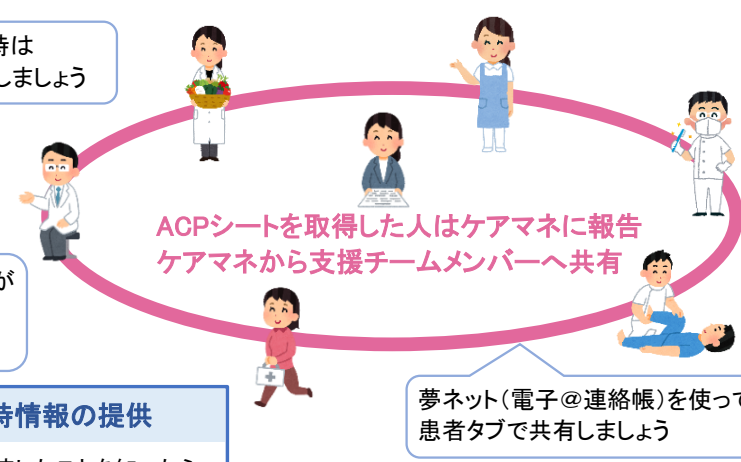 時は
しましょう
ACPシートを取得した人はケアマネに報告
ケアマネから支援チームメンバーへ共有
が
夢ネット（電子＠連絡帳）を使って
患者タブで共有しましょう
時情報の提供